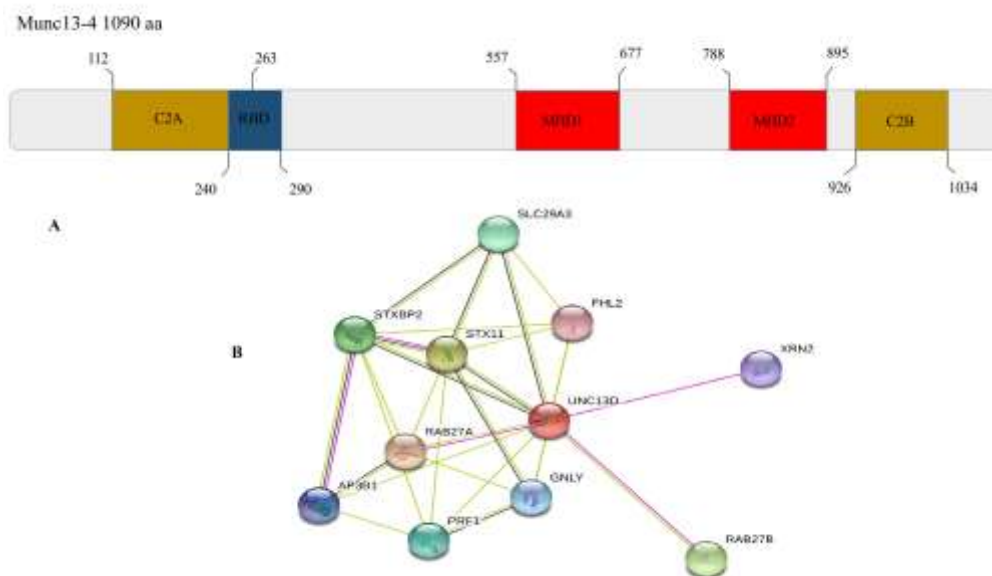 Munc13-4 1090 aa
112 263 557 677 788 895
C2A RBD MHD1 MHD2 C2B
240 290 926 1034
A
SLC29A3
FHL2
STXBP2
STX11
B
XRN2
UNC13D
RAB27A
GNLY
AP3B1
PRF1
RAB27B